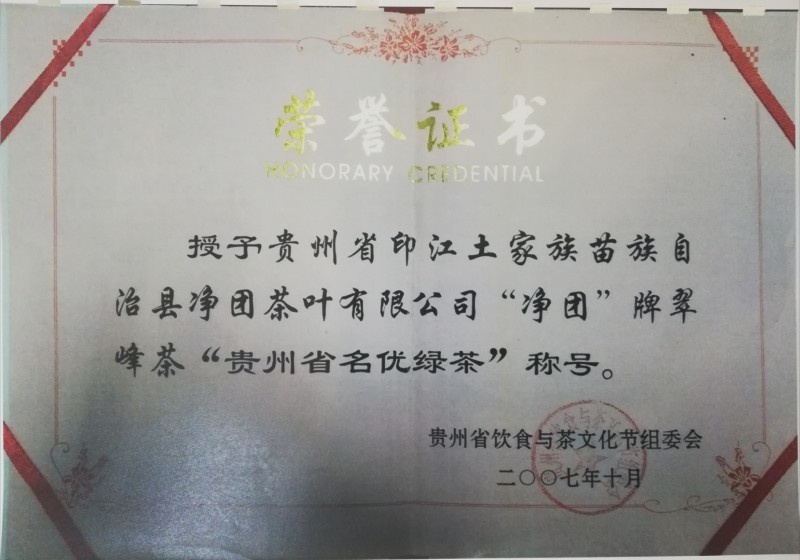 荣誉证书
HONORARY CREDENTIAL
授予贵州省印江土家族苗族自
治县净团茶叶有限公司“净团”牌翠
峰茶“贵州省名优绿茶”称号。
贵州省饮食与茶文化节组委会
二〇〇七年十月